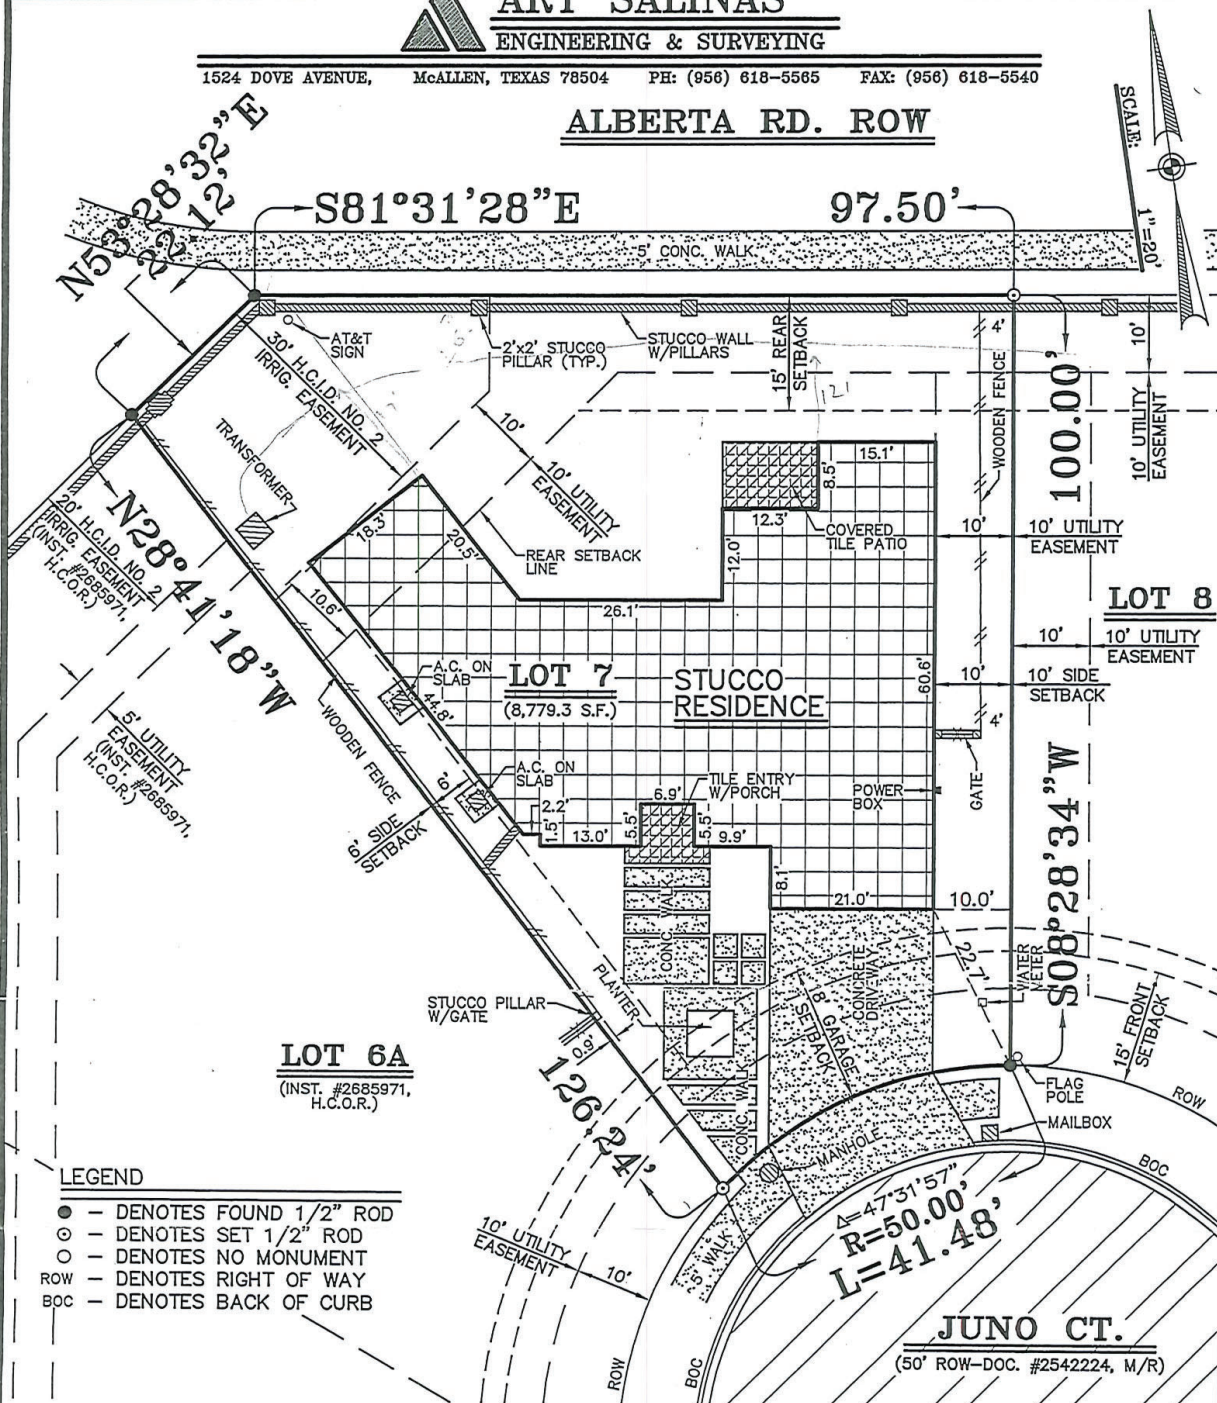 ART SALINAS
ENGINEERING & SURVEYING
1524 DOVE AVENUE, McALLEN, TEXAS 78504 PH: (956) 618-5565 FAX: (956) 618-5540
ALBERTA RD. ROW
SCALE:
1"=20'
N53°28'32"E
22.12'
S81°31'28"E
97.50'
5' CONC. WALK
AT&T
SIGN
2'x2' STUCCO
PILLAR (TYP.)
STUCCO WALL
W/PILLARS
15' REAR
SETBACK
121
4'
WOODEN FENCE
100.00'
10'
10' UTILITY
EASEMENT
30' H.C.I.D. NO. 2
IRRIG. EASEMENT
TRANSFORMER
10'
10' UTILITY
EASEMENT
REAR SETBACK
LINE
18.3'
20.5'
15.1'
8.5'
12.3'
COVERED
TILE PATIO
12.0'
26.1'
10'
10' UTILITY
EASEMENT
20' H.C.I.D. NO. 2
IRRIG. EASEMENT
(INST. #2685971,
H.C.O.R.)
N28°41'18"W
10.6'
LOT 8
10'
10' UTILITY
EASEMENT
A.C. ON
SLAB
44.8'
LOT 7
(8,779.3 S.F.)
STUCCO
RESIDENCE
60.6'
10'
10' SIDE
SETBACK
4'
GATE
5' UTILITY
EASEMENT
(INST. #2685971,
H.C.O.R.)
WOODEN FENCE
6'
6' SIDE
SETBACK
A.C. ON
SLAB
2.2'
1.5'
13.0'
5.5'
6.9'
TILE ENTRY
W/PORCH
5.5'
9.9'
8.1'
POWER
BOX
21.0'
10.0'
S08°28'34"W
22.7'
WATER
METER
CONC. WALK
PLANTER
18' GARAGE
SETBACK
CONCRETE
DRIVEWAY
15' FRONT
SETBACK
STUCCO PILLAR
W/GATE
0.9'
126.24'
CONC. WALK
LOT 6A
(INST. #2685971,
H.C.O.R.)
FLAG
POLE
MAILBOX
ROW
BOC
MANHOLE
Δ=47°31'57"
R=50.00'
L=41.48'
5' WALK
10' UTILITY
EASEMENT
10'
ROW
BOC
LEGEND
● – DENOTES FOUND 1/2" ROD
⊙ – DENOTES SET 1/2" ROD
○ – DENOTES NO MONUMENT
ROW – DENOTES RIGHT OF WAY
BOC – DENOTES BACK OF CURB
JUNO CT.
(50' ROW-DOC. #2542224, M/R)